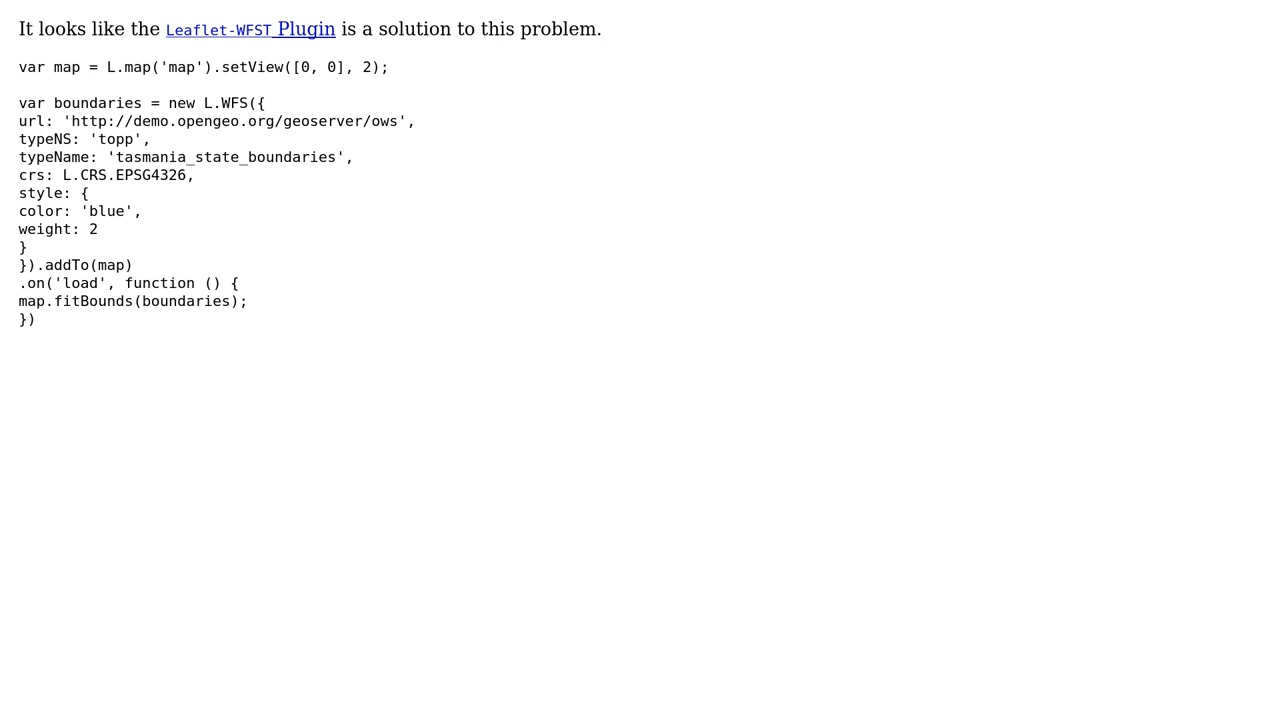 It looks like the Leaflet-WFST Plugin is a solution to this problem.
var map = L.map('map').setView([0, 0], 2);

var boundaries = new L.WFS({
url: 'http://demo.opengeo.org/geoserver/ows',
typeNS: 'topp',
typeName: 'tasmania_state_boundaries',
crs: L.CRS.EPSG4326,
style: {
color: 'blue',
weight: 2
}
}).addTo(map)
.on('load', function () {
map.fitBounds(boundaries);
})